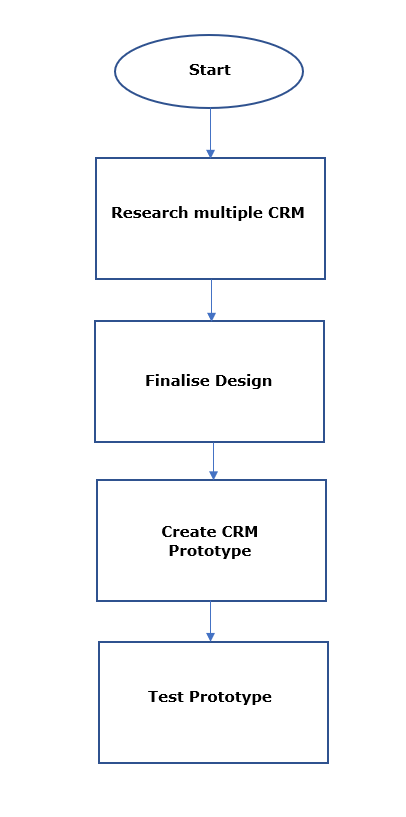 Start
Research multiple CRM
Finalise Design
Create CRM
Prototype
Test Prototype